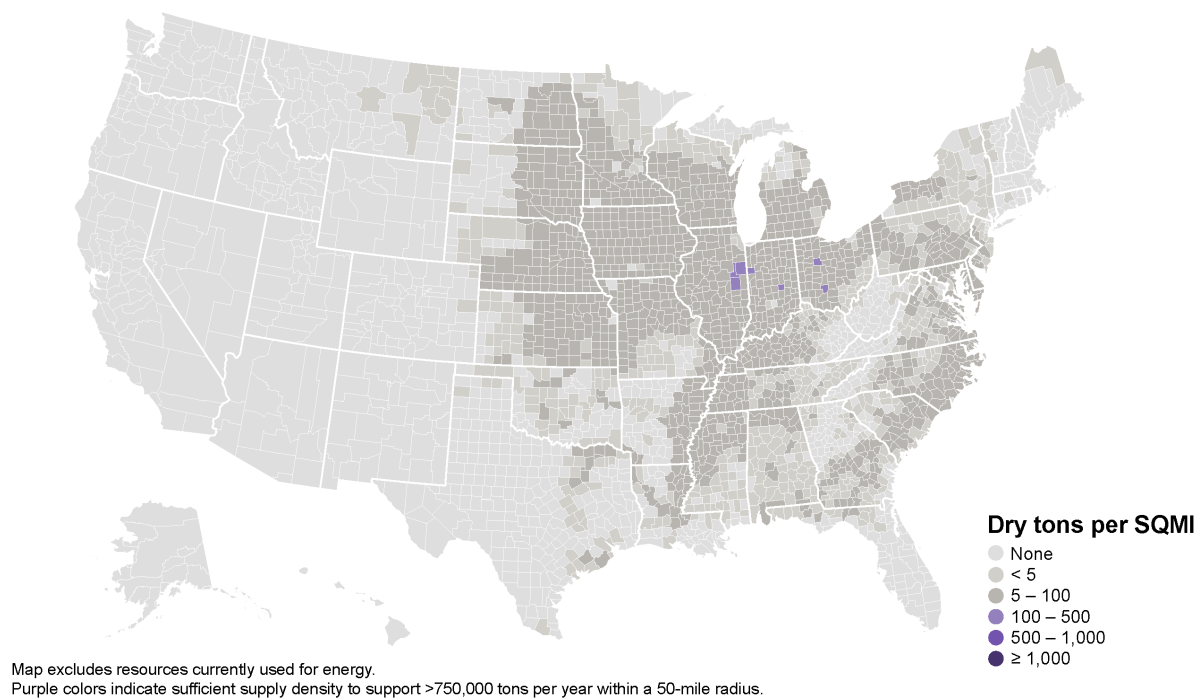 Dry tons per SQMI
None
< 5
5 – 100
100 – 500
500 – 1,000
≥ 1,000
Map excludes resources currently used for energy.
Purple colors indicate sufficient supply density to support >750,000 tons per year within a 50-mile radius.